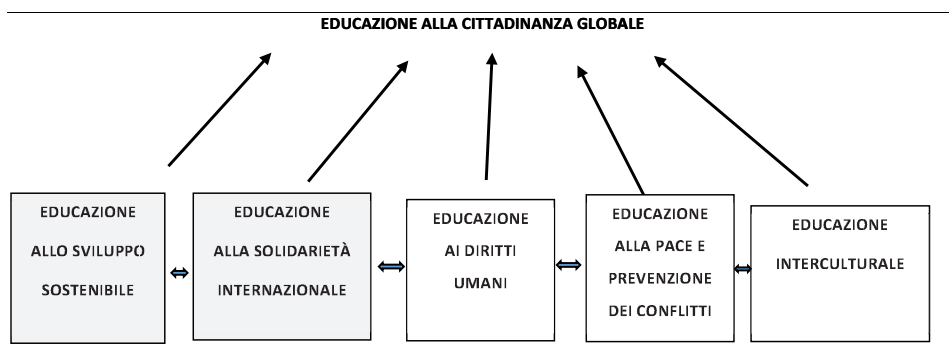 EDUCAZIONE ALLA CITTADINANZA GLOBALE
EDUCAZIONE
ALLO SVILUPPO
SOSTENIBILE
EDUCAZIONE
ALLA SOLIDARIETÀ
INTERNAZIONALE
EDUCAZIONE
AI DIRITTI
UMANI
EDUCAZIONE
ALLA PACE E
PREVENZIONE
DEI CONFLITTI
EDUCAZIONE
INTERCULTURALE